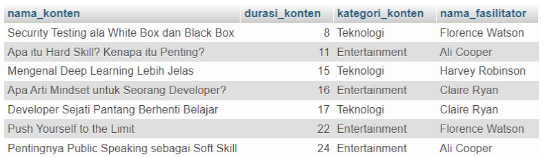 nama_konten durasi_konten kategori_konten nama_fasilitator
Security Testing ala White Box dan Black Box 8 Teknologi Florence Watson
Apa itu Hard Skill? Kenapa itu Penting? 11 Entertainment Ali Cooper
Mengenal Deep Learning Lebih Jelas 15 Teknologi Harvey Robinson
Apa Arti Mindset untuk Seorang Developer? 16 Entertainment Claire Ryan
Developer Sejati Pantang Berhenti Belajar 17 Teknologi Claire Ryan
Push Yourself to the Limit 22 Entertainment Florence Watson
Pentingnya Public Speaking sebagai Soft Skill 24 Entertainment Ali Cooper